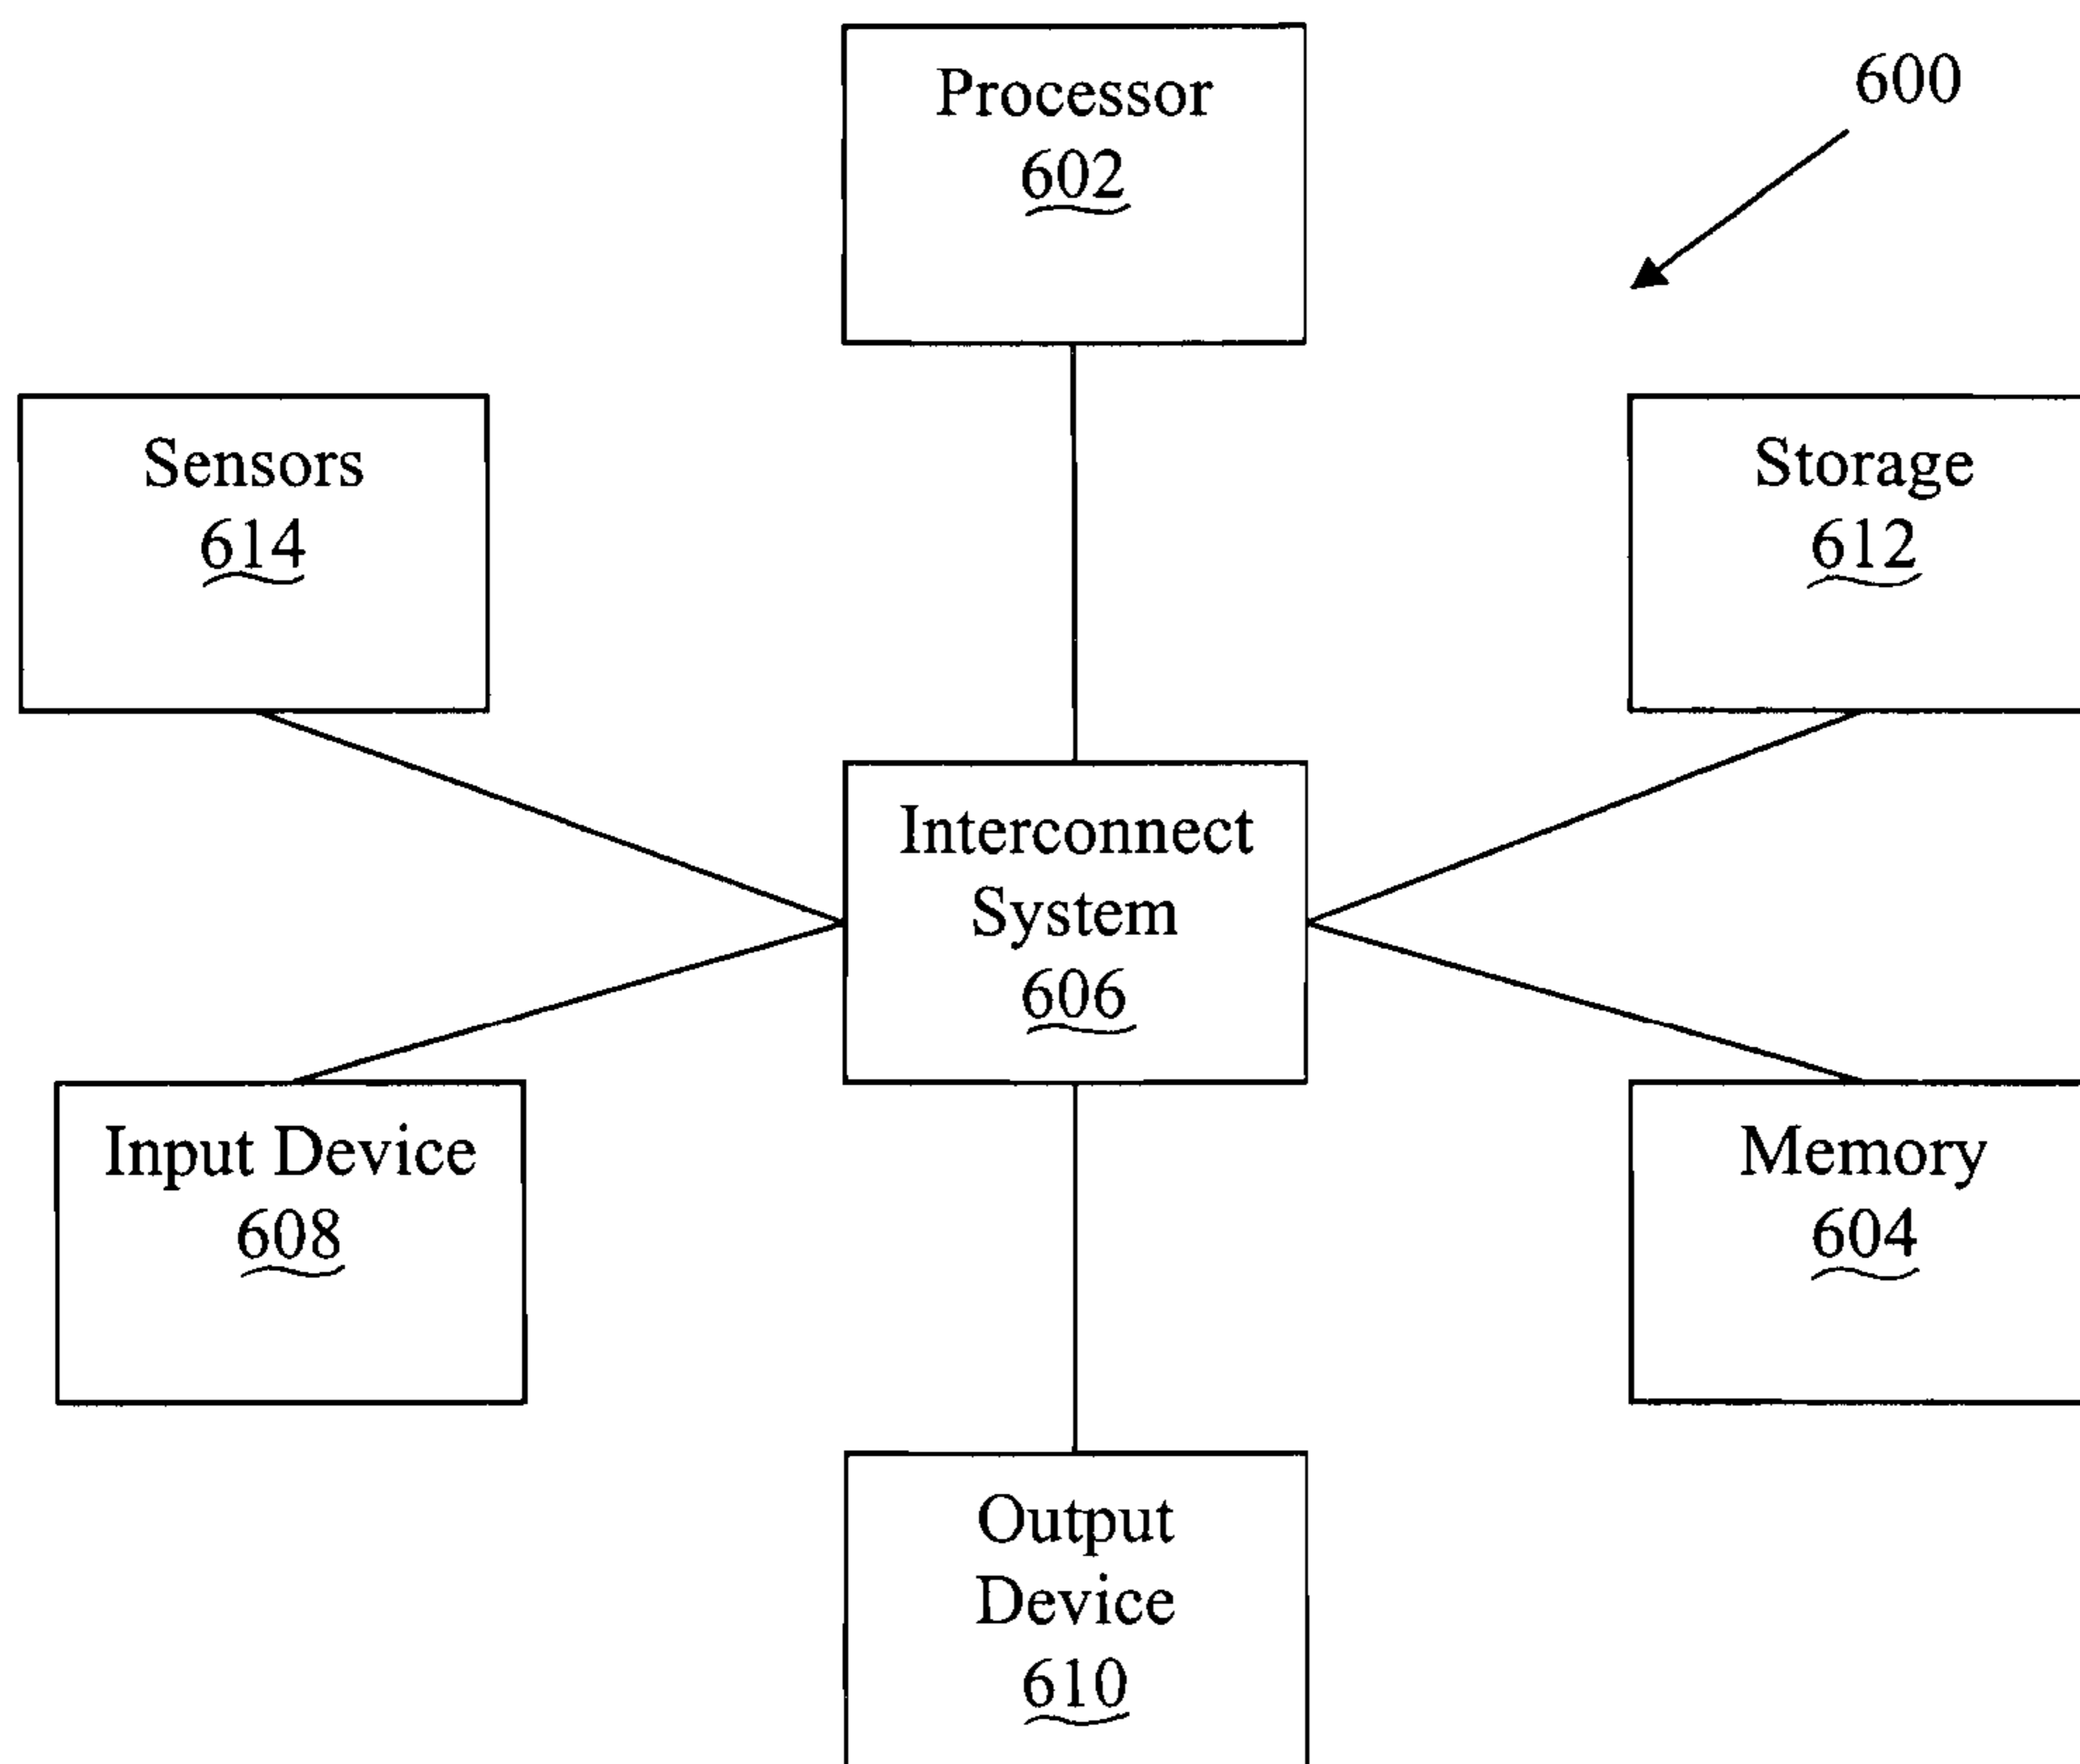 Processor
602
600
Sensors
614
Storage
612
Interconnect
System
606
Input Device
608
Memory
604
Output
Device
610